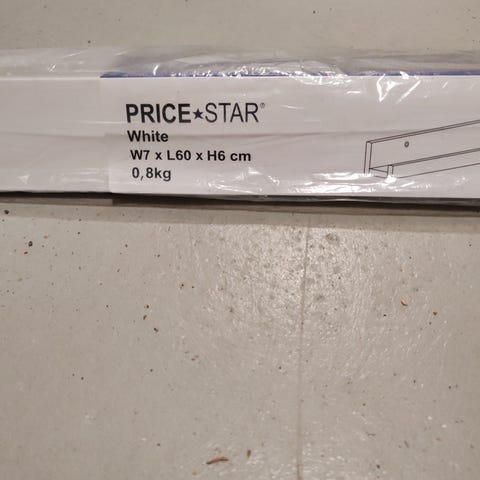 PRICE★STAR®
White
W7 x L60 x H6 cm
0,8kg